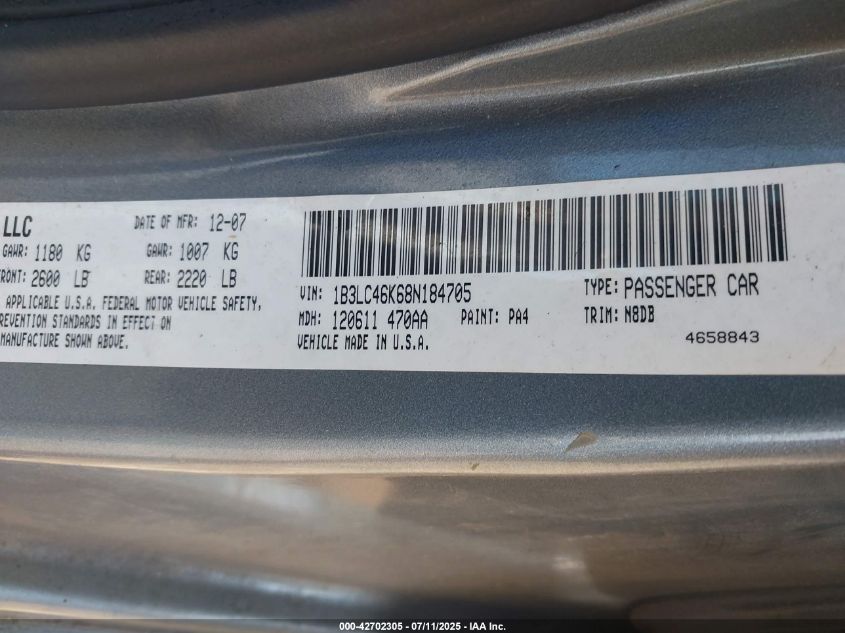 LLC DATE OF MFR: 12-07
GAWR: 1180 KG GAWR: 1007 KG
FRONT: 2600 LB REAR: 2220 LB
APPLICABLE U.S.A. FEDERAL MOTOR VEHICLE SAFETY,
REVENTION STANDARDS IN EFFECT ON
MANUFACTURE SHOWN ABOVE.
VIN: 1B3LC46K68N184705 TYPE: PASSENGER CAR
MDH: 120611 470AA PAINT: PA4 TRIM: N8DB
VEHICLE MADE IN U.S.A. 4658843
000-42702305 - 07/11/2025 - IAA Inc.